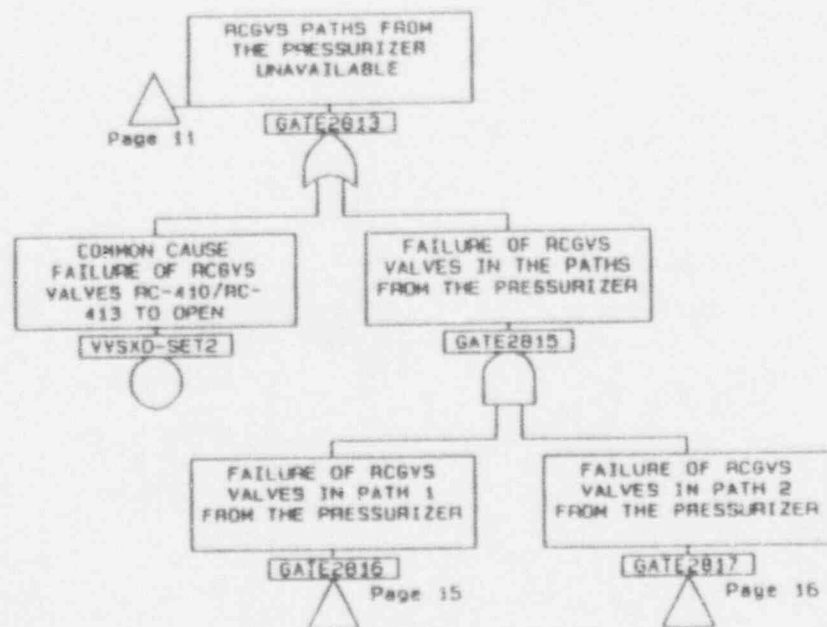 RCGVS PATHS FROM
THE PRESSURIZER
UNAVAILABLE
Page 11
GATE2813
COMMON CAUSE
FAILURE OF RCGVS
VALVES RC-410/RC-
413 TO OPEN
VVSXO-SET2
FAILURE OF RCGVS
VALVES IN THE PATHS
FROM THE PRESSURIZER
GATE2815
FAILURE OF RCGVS
VALVES IN PATH 1
FROM THE PRESSURIZER
GATE2816
Page 15
FAILURE OF RCGVS
VALVES IN PATH 2
FROM THE PRESSURIZER
GATE2817
Page 16